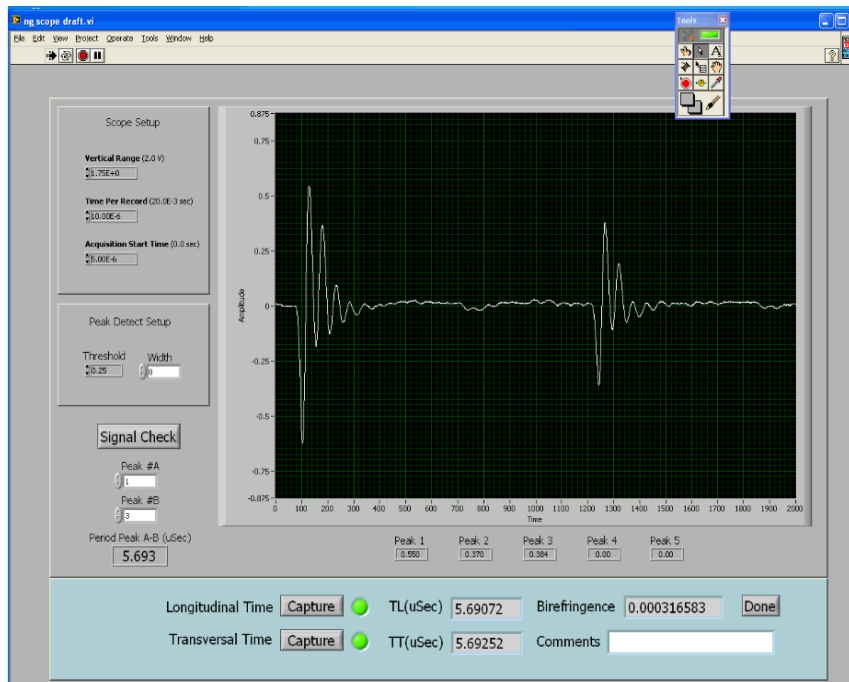 ng scope draft.vi
Tools
File Edit View Project Operate Tools Window Help
Scope Setup
Vertical Range (2.0 V)
1.75E+0
Time Per Record (20.0E-3 sec)
10.00E-6
Acquisition Start Time (0.0 sec)
5.00E-6
Peak Detect Setup
Threshold Width
0.25 0
Signal Check
Peak #A
1
Peak #B
3
Period Peak A-B (uSec)
5.693
0.875
0.75
0.5
0.25
0
-0.25
-0.5
-0.75
-0.875
Amplitude
0 100 200 300 400 500 600 700 800 900 1000 1100 1200 1300 1400 1500 1600 1700 1800 1900 2000
Time
Peak 1 Peak 2 Peak 3 Peak 4 Peak 5
0.550 0.370 0.384 0.00 0.00
Longitudinal Time Capture TL(uSec) 5.69072 Birefringence 0.000316583 Done
Transversal Time Capture TT(uSec) 5.69252 Comments